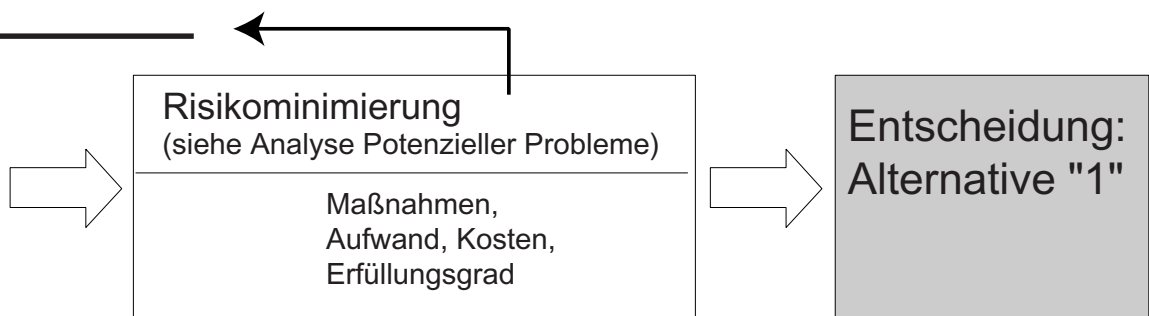 Risikominimierung
(siehe Analyse Potenzieller Probleme)
Maßnahmen,
Aufwand, Kosten,
Erfüllungsgrad
Entscheidung:
Alternative "1"